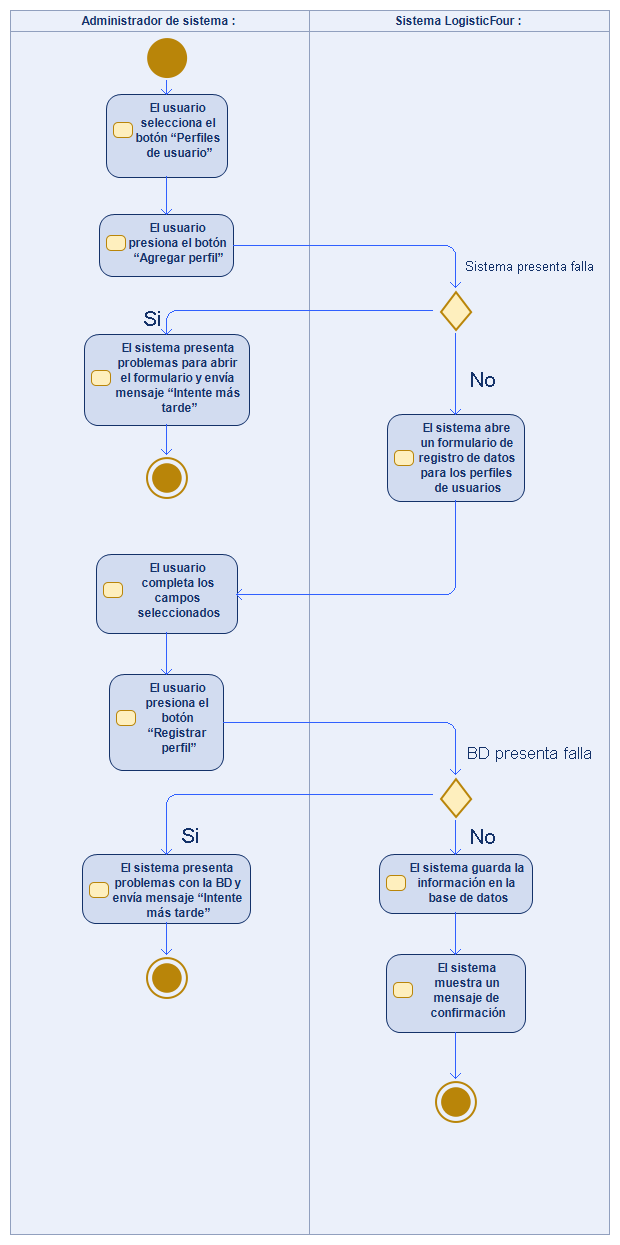 Administrador de sistema :
Sistema LogisticFour :
El usuario
selecciona el
botón “Perfiles
de usuario”
El usuario
presiona el botón
“Agregar perfil”
Sistema presenta falla
Si
El sistema presenta
problemas para abrir
el formulario y envía
mensaje “Intente más
tarde”
No
El sistema abre
un formulario de
registro de datos
para los perfiles
de usuarios
El usuario
completa los
campos
seleccionados
El usuario
presiona el
botón
“Registrar
perfil”
BD presenta falla
Si
No
El sistema presenta
problemas con la BD y
envía mensaje “Intente
más tarde”
El sistema guarda la
información en la
base de datos
El sistema
muestra un
mensaje de
confirmación